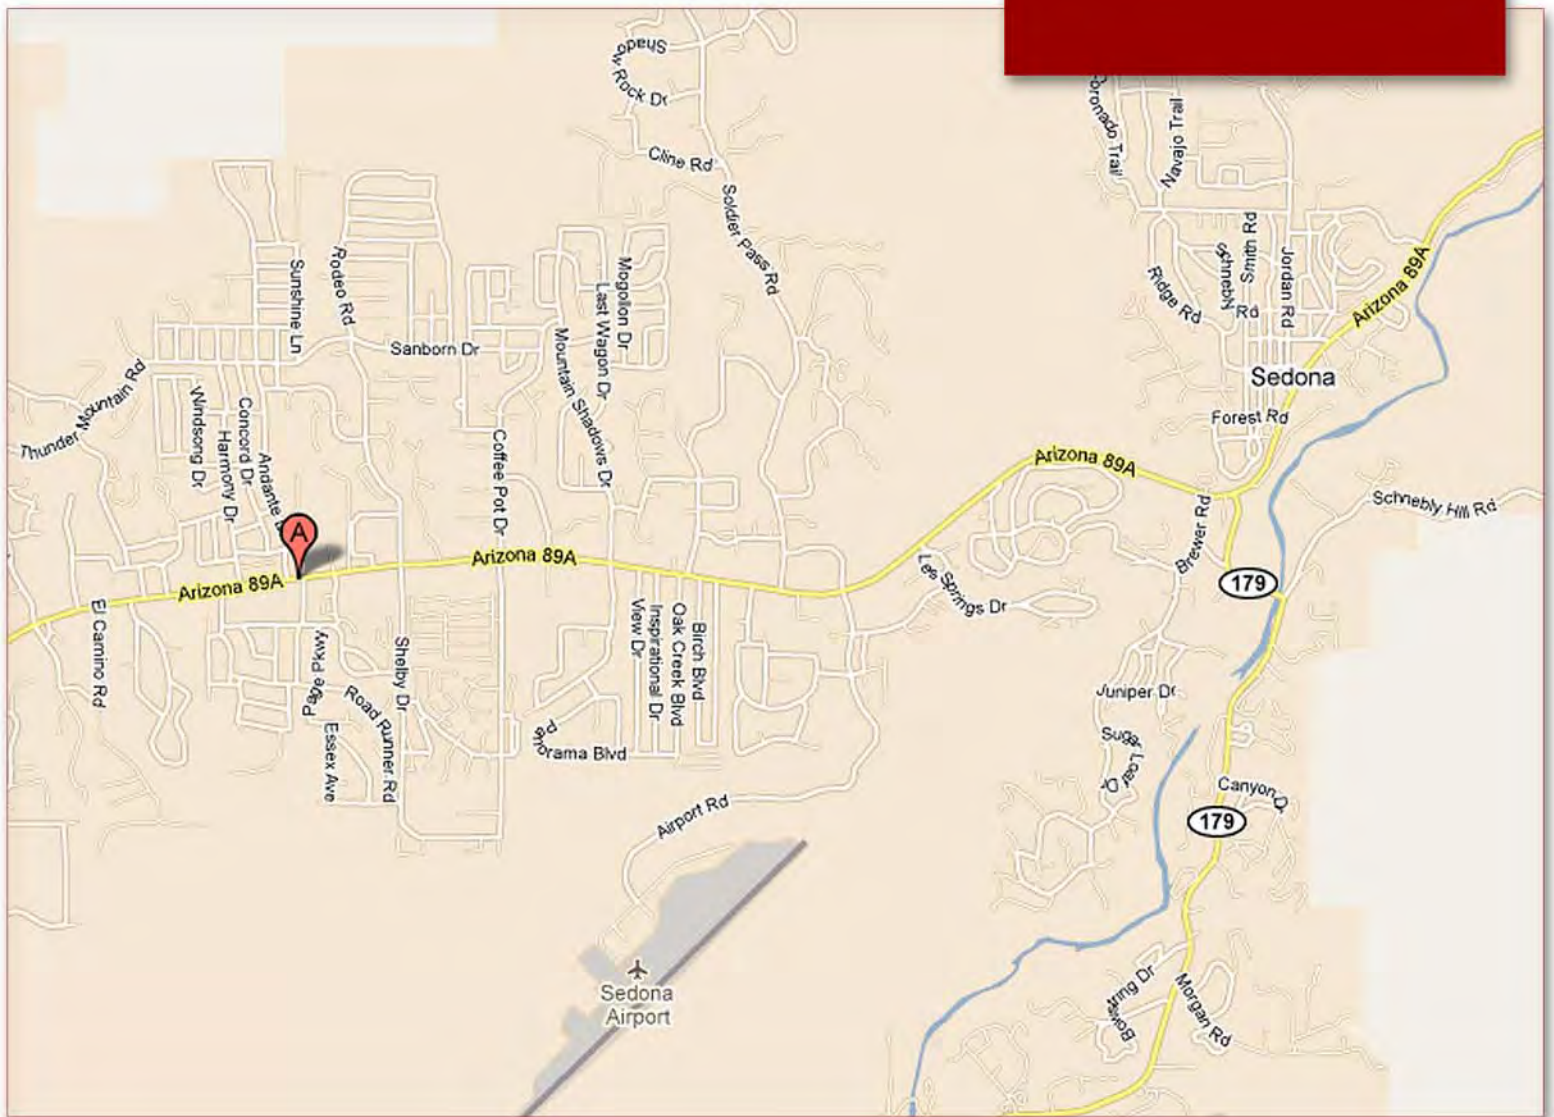 Shado
w Rock Dr
Cline Rd
Soldier Pass Rd
Coronado Trail
Navajo Trail
Smith Rd
Schnebly
Rd
Jordan Rd
Ridge Rd
Arizona 89A
Sedona
Forest Rd
Sunshine Ln
Rodeo Rd
Sanborn Dr
Mogollon Dr
Last Wagon Dr
Mountain Shadows Dr
Thunder Mountain Rd
Windsong Dr
Concord Dr
Harmony Dr
Andante
Coffee Pot Dr
A
Arizona 89A
Arizona 89A
Arizona 89A
Schnebly Hill Rd
Brewer Rd
179
Les Springs Dr
El Camino Rd
Page Pkwy
Shelby Dr
Road Runner Rd
Essex Ave
View Dr
Inspirational Dr
Oak Creek Blvd
Birch Blvd
orama Blvd
Juniper Dr
Sugar Loaf Dr
Canyon D
179
Airport Rd
Sedona
Airport
Bowstring Dr
Morgan Rd